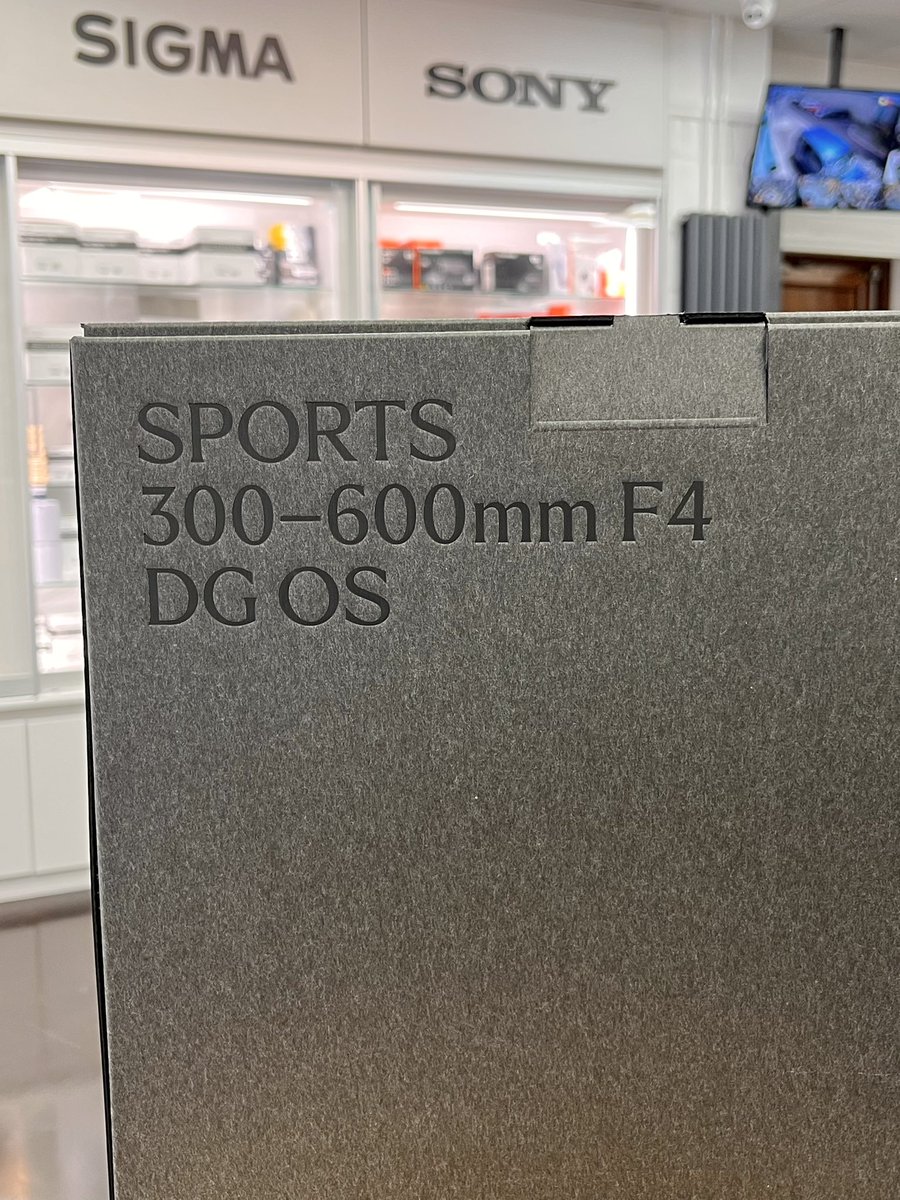 SIGMA
SONY
SPORTS
300–600mm F4
DG OS